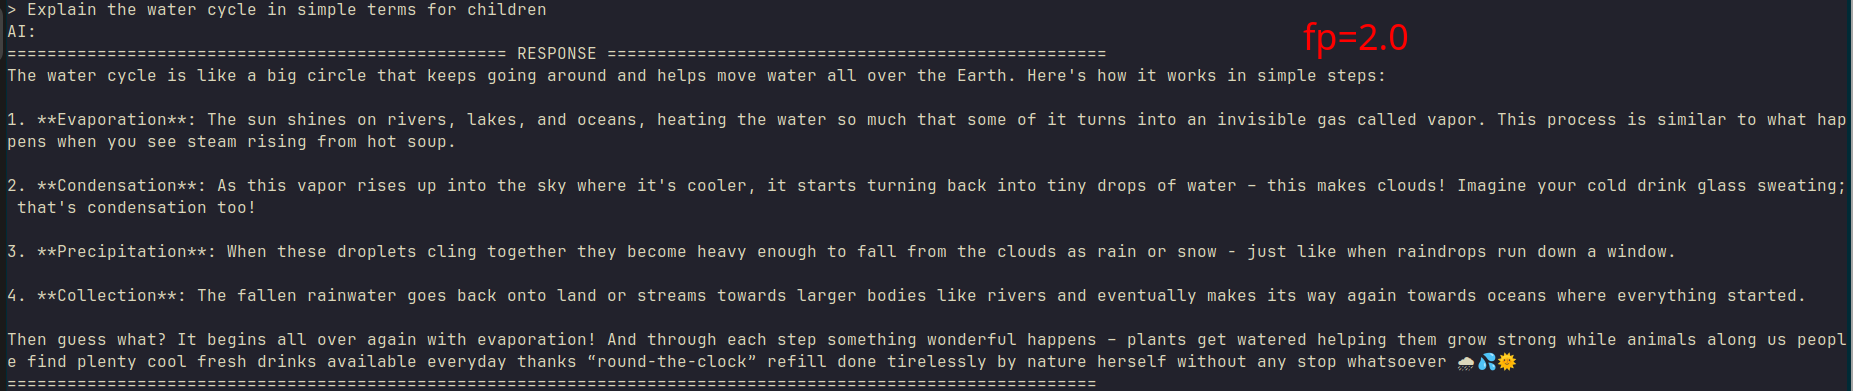 > Explain the water cycle in simple terms for children
AI:
fp=2.0
================================================== RESPONSE ==================================================
The water cycle is like a big circle that keeps going around and helps move water all over the Earth. Here's how it works in simple steps:
1. **Evaporation**: The sun shines on rivers, lakes, and oceans, heating the water so much that some of it turns into an invisible gas called vapor. This process is similar to what hap
pens when you see steam rising from hot soup.
2. **Condensation**: As this vapor rises up into the sky where it's cooler, it starts turning back into tiny drops of water – this makes clouds! Imagine your cold drink glass sweating;
that's condensation too!
3. **Precipitation**: When these droplets cling together they become heavy enough to fall from the clouds as rain or snow - just like when raindrops run down a window.
4. **Collection**: The fallen rainwater goes back onto land or streams towards larger bodies like rivers and eventually makes its way again towards oceans where everything started.
Then guess what? It begins all over again with evaporation! And through each step something wonderful happens – plants get watered helping them grow strong while animals along us peopl
e find plenty cool fresh drinks available everyday thanks “round-the-clock” refill done tirelessly by nature herself without any stop whatsoever 🌧💦🌞
=============================================================================================================